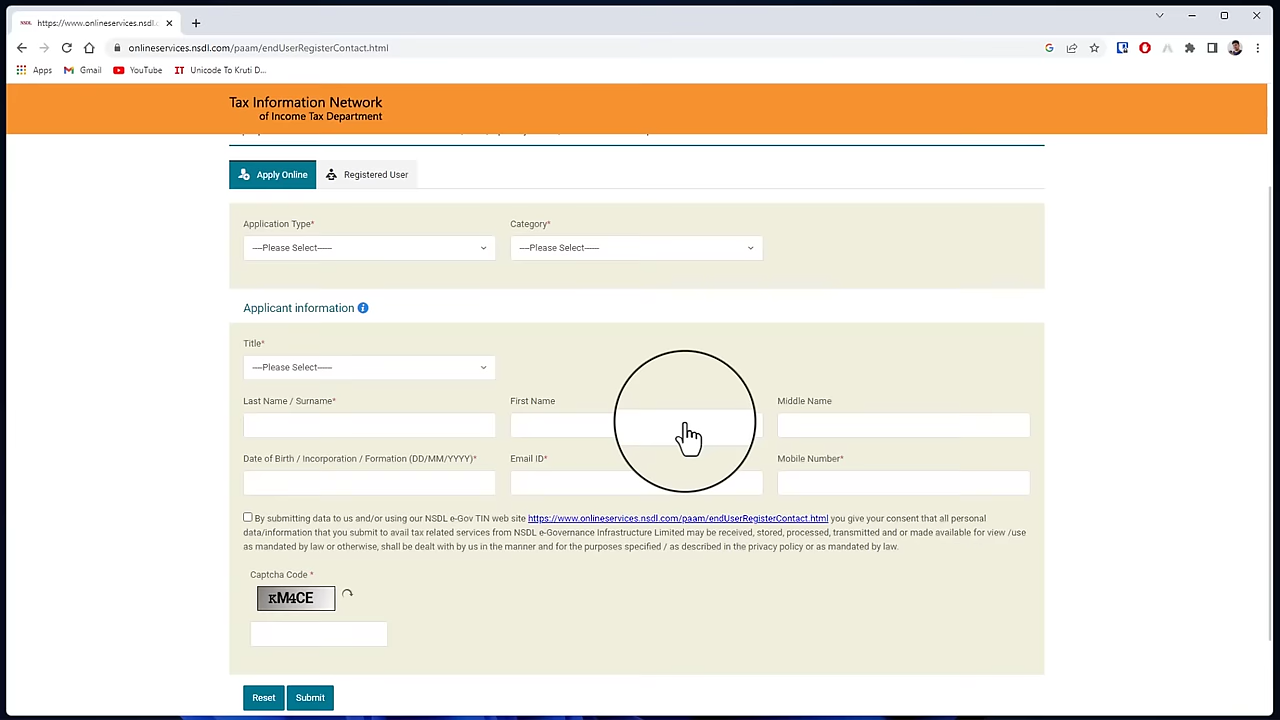 NSDL https://www.onlineservices.nsdl.
onlineservices.nsdl.com/paam/endUserRegisterContact.html
Apps Gmail YouTube IT Unicode To Kruti D...
Tax Information Network
of Income Tax Department
Apply Online Registered User
Application Type* Category*
----Please Select------ ----Please Select------
Applicant information i
Title*
----Please Select------
Last Name / Surname* First Name Middle Name
Date of Birth / Incorporation / Formation (DD/MM/YYYY)* Email ID* Mobile Number*
By submitting data to us and/or using our NSDL e-Gov TIN web site https://www.onlineservices.nsdl.com/paam/endUserRegisterContact.html you give your consent that all personal
data/information that you submit to avail tax related services from NSDL e-Governance Infrastructure Limited may be received, stored, processed, transmitted and or made available for view /use
as mandated by law or otherwise, shall be dealt with by us in the manner and for the purposes specified / as described in the privacy policy or as mandated by law.
Captcha Code *
KM4CE
Reset Submit